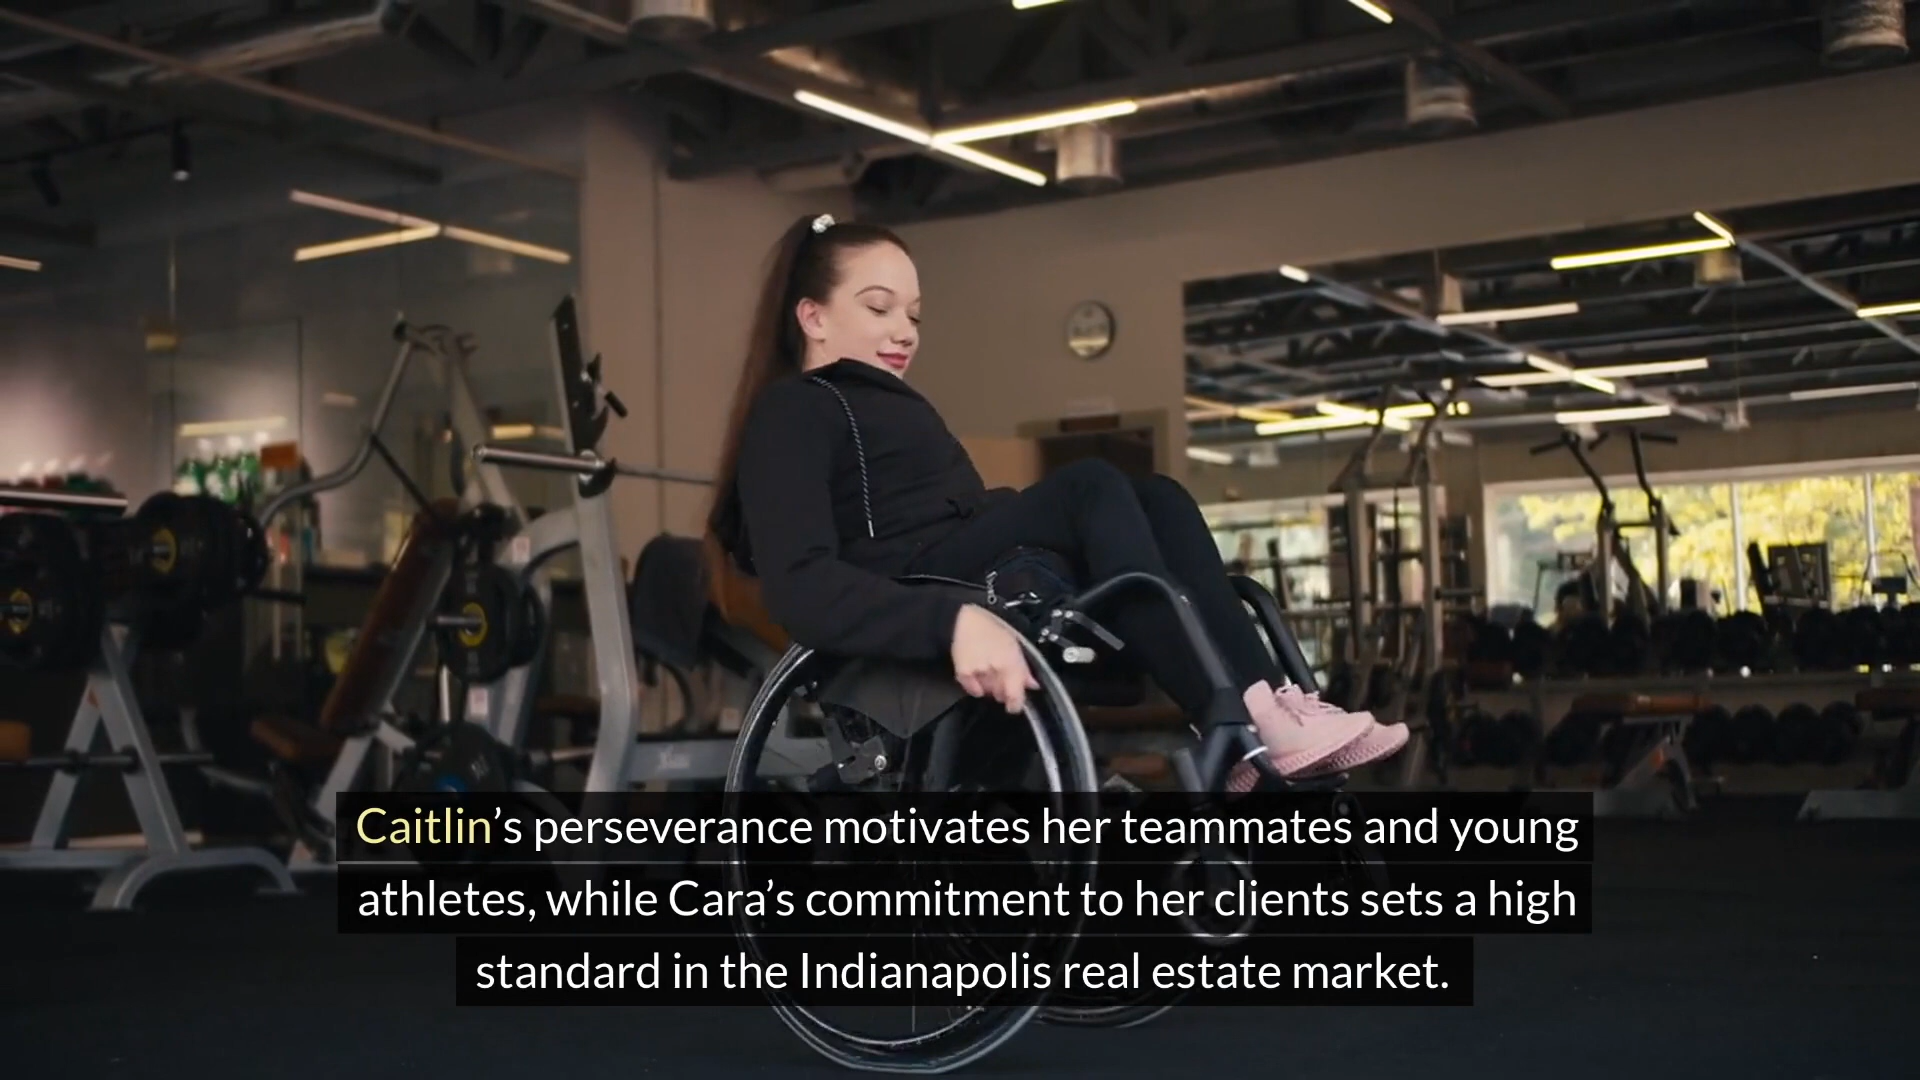 Caitlin’s perseverance motivates her teammates and young
athletes, while Cara’s commitment to her clients sets a high
standard in the Indianapolis real estate market.